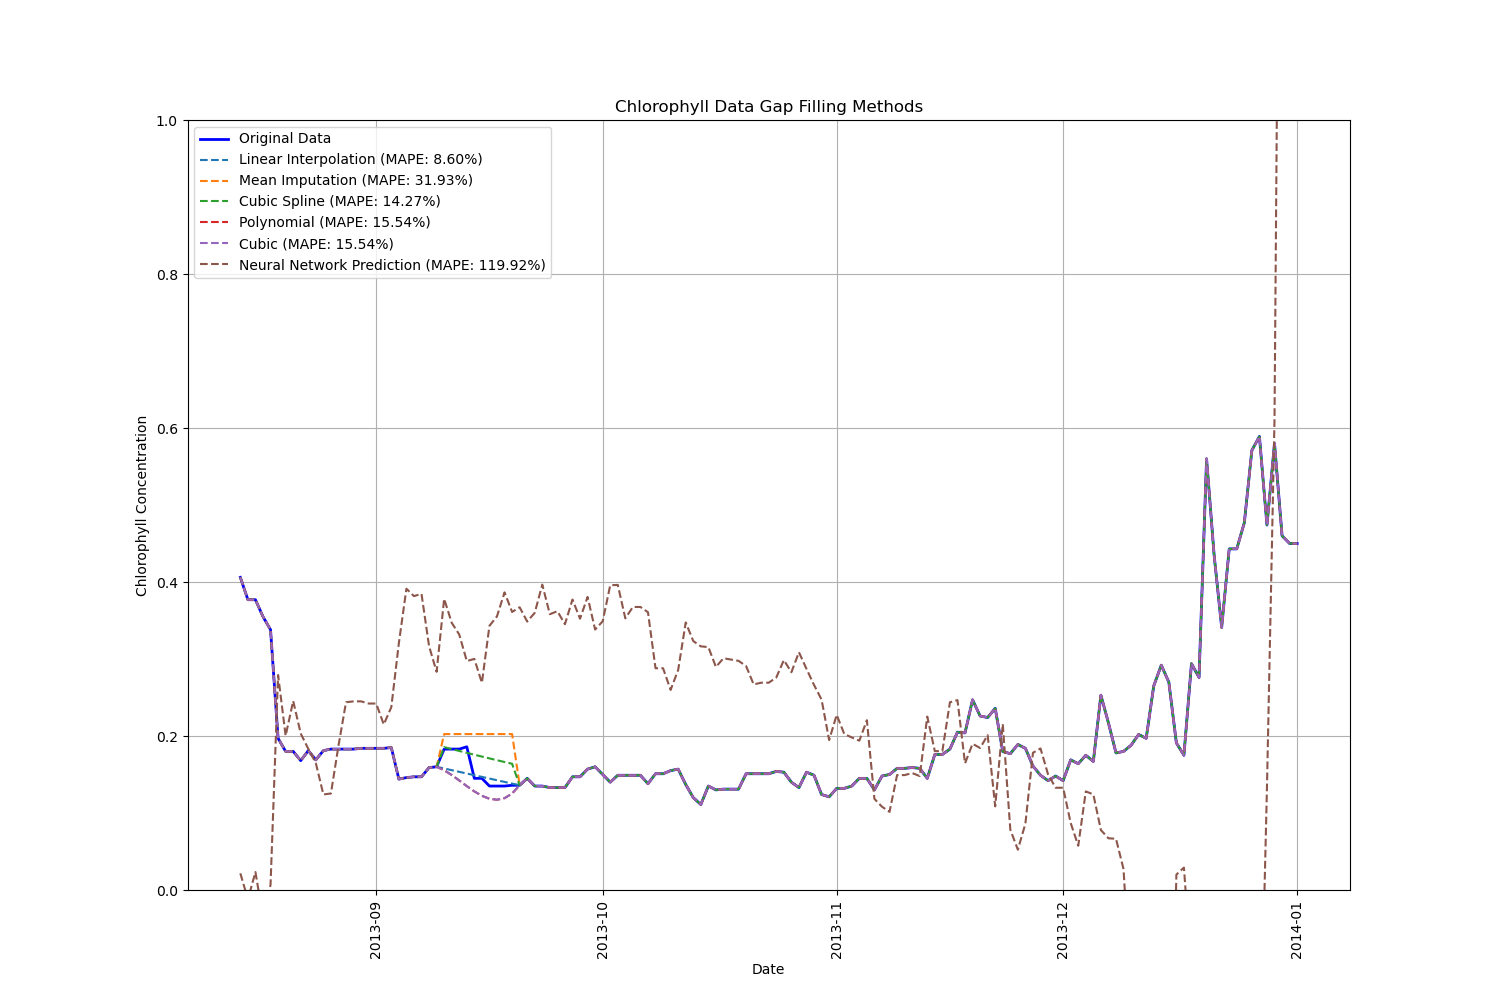 Chlorophyll Data Gap Filling Methods
1.0
0.8
0.6
0.4
0.2
0.0
Chlorophyll Concentration
Original Data
Linear Interpolation (MAPE: 8.60%)
Mean Imputation (MAPE: 31.93%)
Cubic Spline (MAPE: 14.27%)
Polynomial (MAPE: 15.54%)
Cubic (MAPE: 15.54%)
Neural Network Prediction (MAPE: 119.92%)
2013-09
2013-10
2013-11
2013-12
2014-01
Date